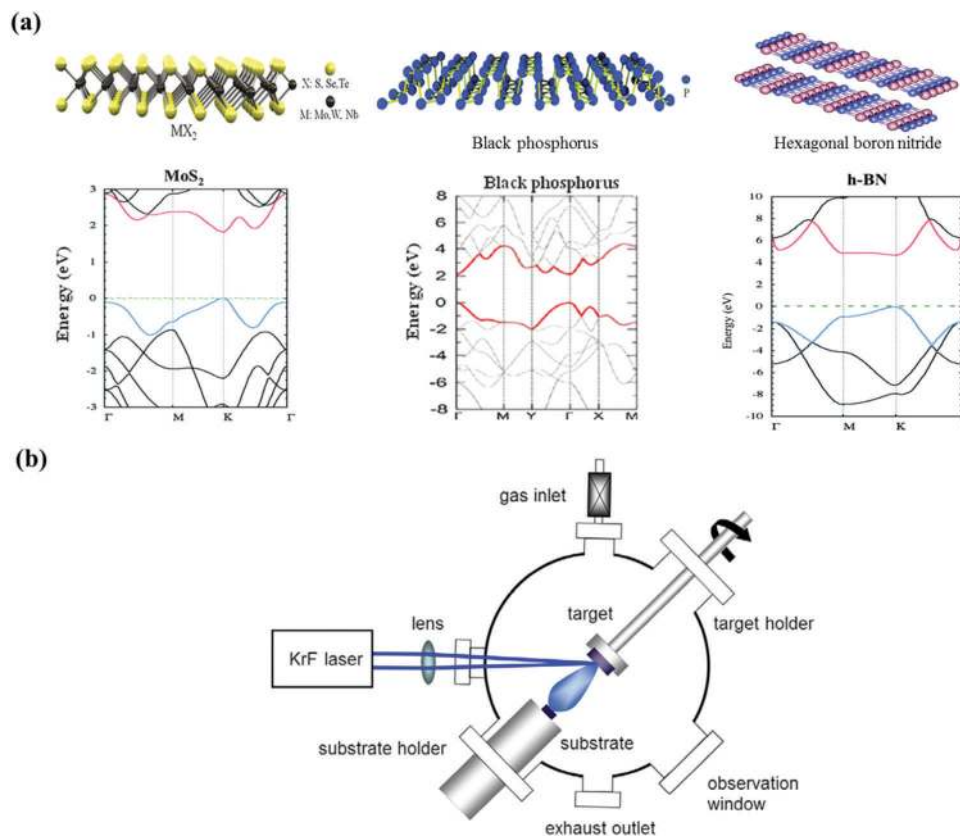 (a)
X: S, Se,Te
M: Mo,W, Nb
MX2
P
Black phosphorus
Hexagonal boron nitride
MoS2
Energy (eV)
3
2
1
0
-1
-2
-3
Γ M K Γ
Black phosphorus
Energy (eV)
8
6
4
2
0
-2
-4
-6
-8
Γ M Y Γ X M
h-BN
Energy (eV)
10
8
6
4
2
0
-2
-4
-6
-8
-10
Γ M K
(b)
gas inlet
target
target holder
lens
KrF laser
substrate holder
substrate
observation
window
exhaust outlet